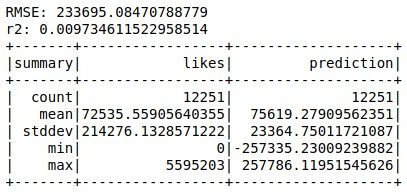 RMSE: 233695.08470788779
r2: 0.009734611522958514
+-------+------------------+-------------------+
|summary|             likes|         prediction|
+-------+------------------+-------------------+
|  count|             12251|              12251|
|   mean|72535.55905640355|  75619.27909562351|
| stddev|214276.1328571222| 23364.75011721087|
|    min|                 0|-257335.23009239882|
|    max|           5595203| 257786.11951545626|
+-------+------------------+-------------------+